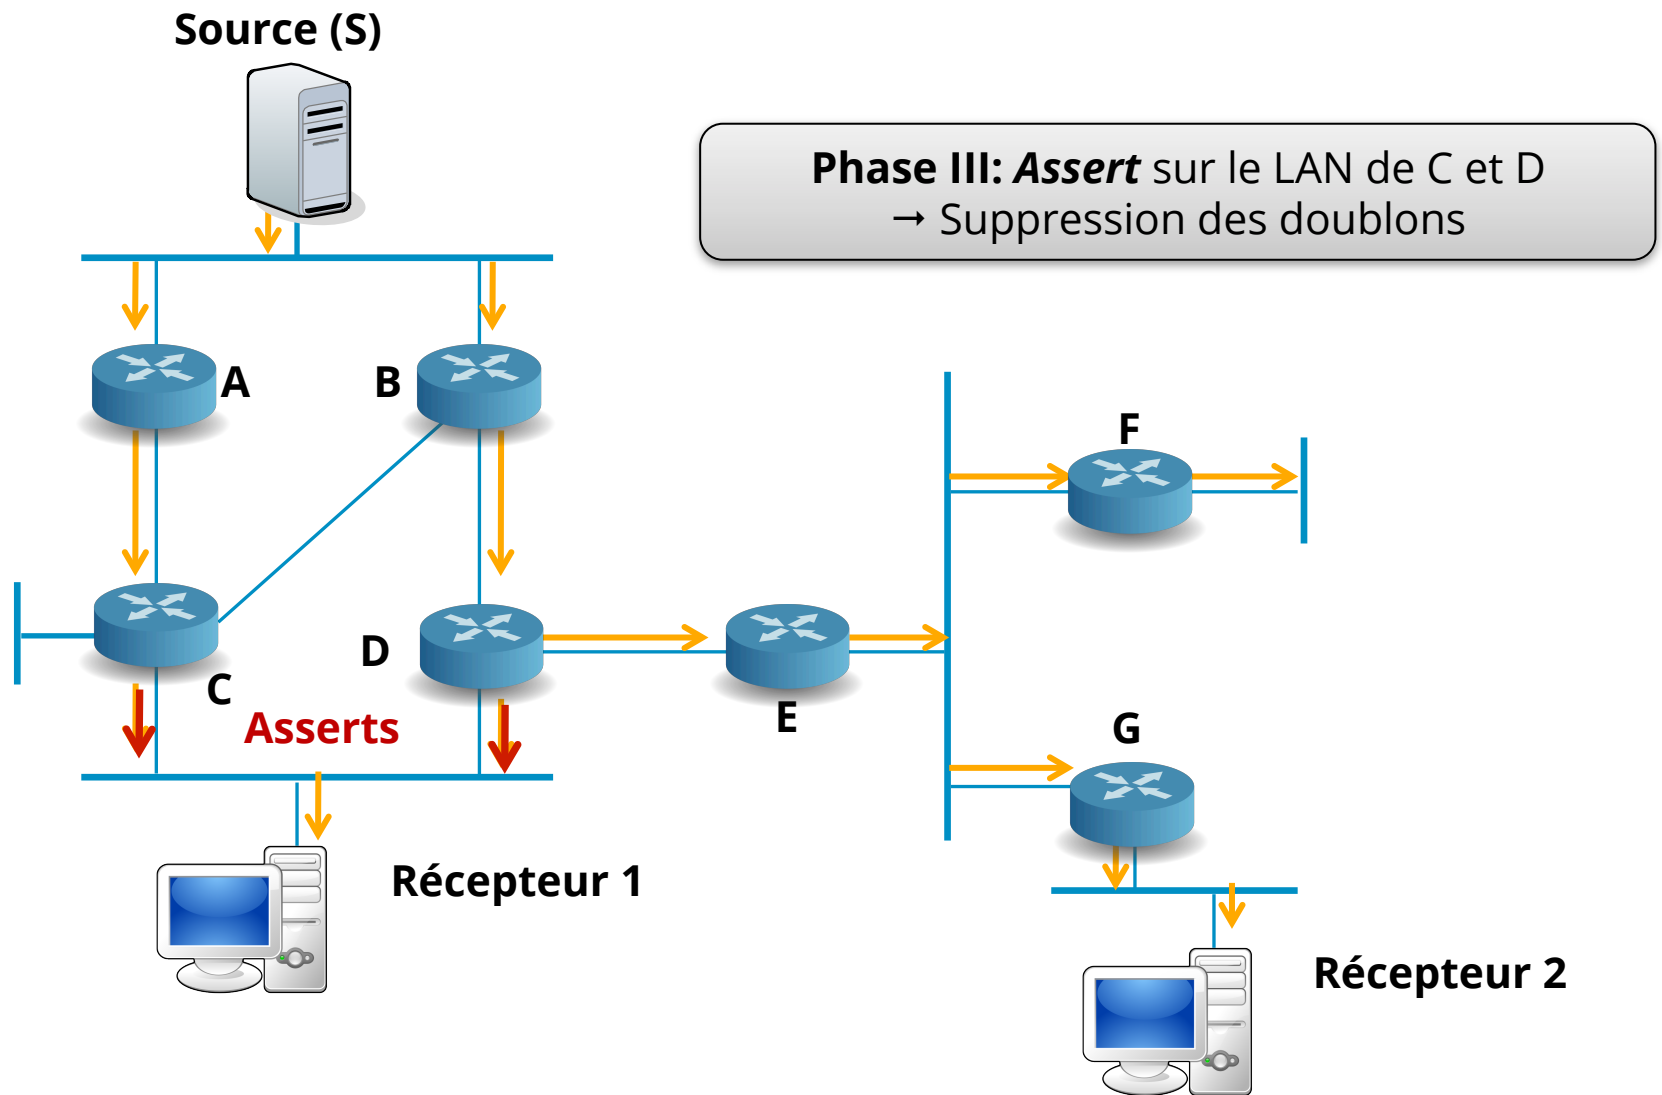 Source (S)
Phase III: Assert sur le LAN de C et D
→ Suppression des doublons
A
B
F
D
C
Asserts
E
G
Récepteur 1
Récepteur 2